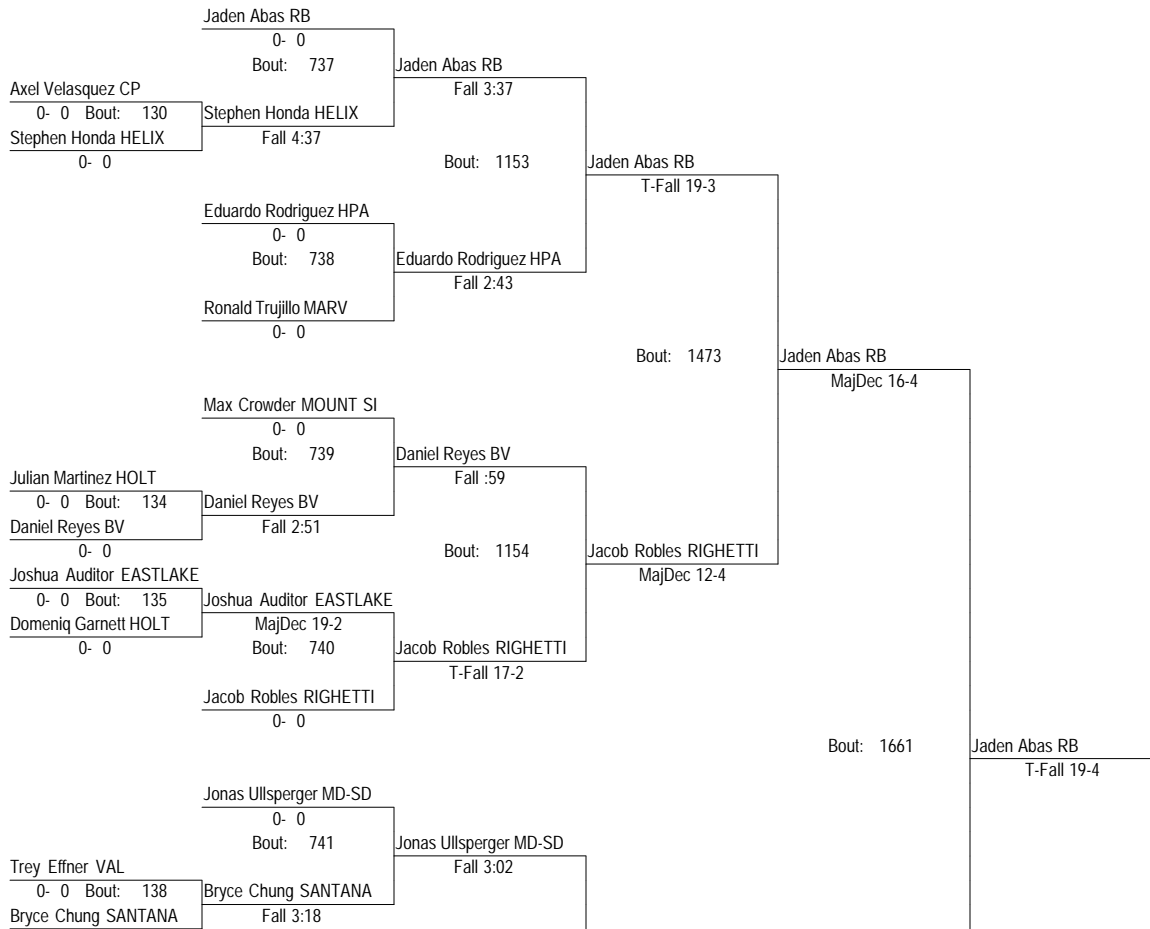 Jaden Abas RB
0- 0
Bout: 737
Jaden Abas RB
Fall 3:37
Axel Velasquez CP
0- 0 Bout: 130
Stephen Honda HELIX
Stephen Honda HELIX
Fall 4:37
0- 0
Bout: 1153
Jaden Abas RB
T-Fall 19-3
Eduardo Rodriguez HPA
0- 0
Bout: 738
Eduardo Rodriguez HPA
Fall 2:43
Ronald Trujillo MARV
0- 0
Bout: 1473
Jaden Abas RB
MajDec 16-4
Max Crowder MOUNT SI
0- 0
Bout: 739
Daniel Reyes BV
Fall :59
Julian Martinez HOLT
0- 0 Bout: 134
Daniel Reyes BV
Daniel Reyes BV
Fall 2:51
0- 0
Bout: 1154
Jacob Robles RIGHETTI
MajDec 12-4
Joshua Auditor EASTLAKE
0- 0 Bout: 135
Joshua Auditor EASTLAKE
Domeniq Garnett HOLT
MajDec 19-2
0- 0
Bout: 740
Jacob Robles RIGHETTI
T-Fall 17-2
Jacob Robles RIGHETTI
0- 0
Bout: 1661
Jaden Abas RB
T-Fall 19-4
Jonas Ullsperger MD-SD
0- 0
Bout: 741
Jonas Ullsperger MD-SD
Fall 3:02
Trey Effner VAL
0- 0 Bout: 138
Bryce Chung SANTANA
Bryce Chung SANTANA
Fall 3:18